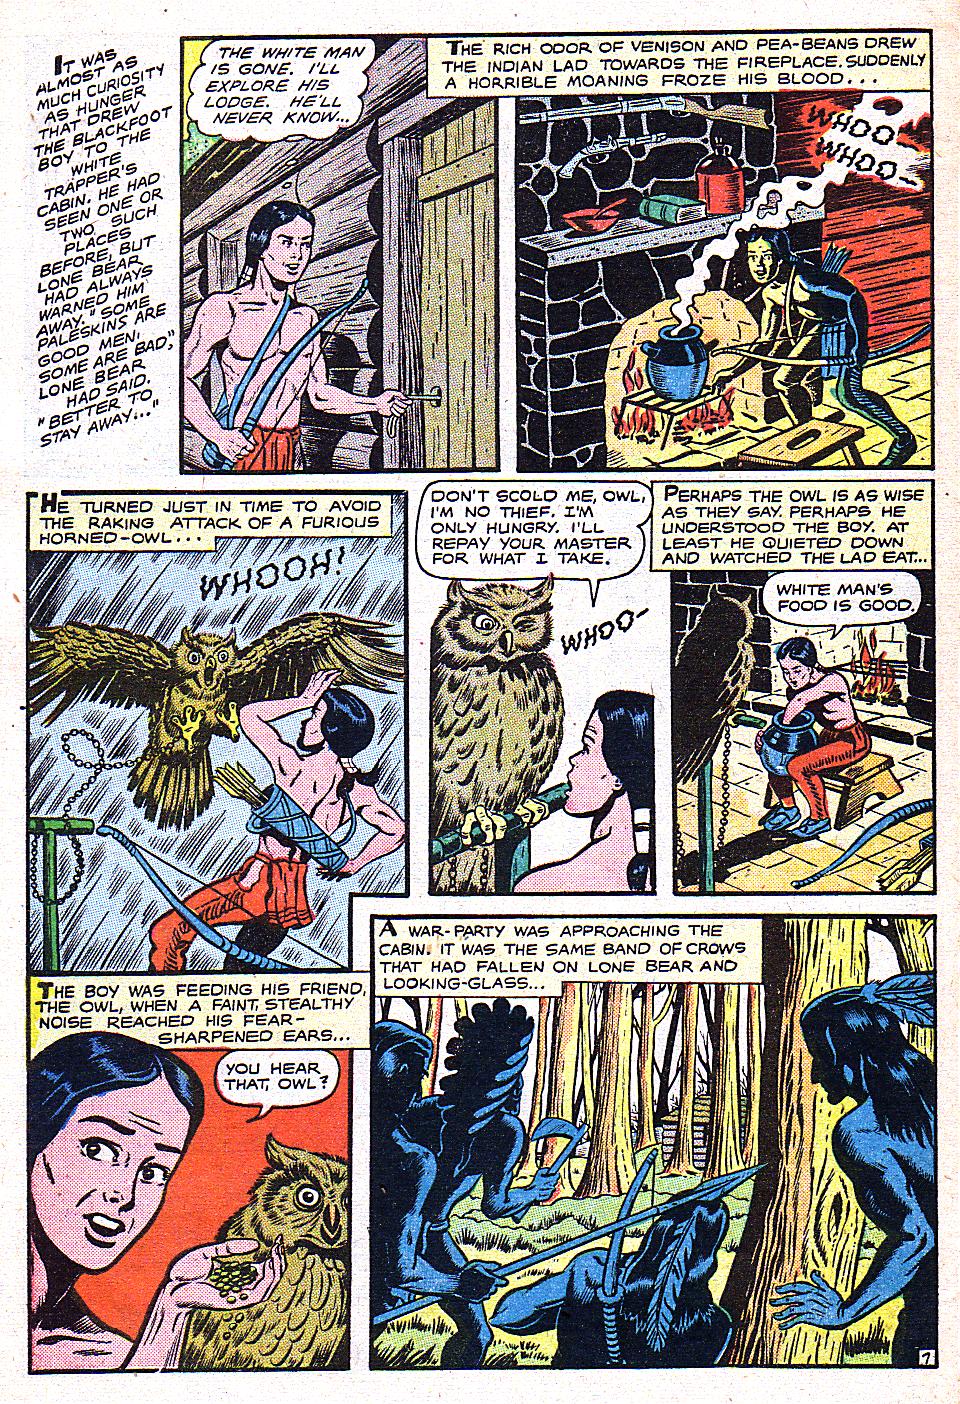 IT WAS
ALMOST AS
MUCH CURIOSITY
AS HUNGER
THAT DREW
THE BLACKFOOT
BOY TO THE
WHITE
TRAPPER'S
CABIN. HE HAD
SEEN ONE OR
TWO SUCH
PLACES
BEFORE, BUT
LONE BEAR
HAD ALWAYS
WARNED HIM
AWAY. "SOME
PALESKINS ARE
GOOD MEN,
SOME ARE BAD,"
LONE BEAR
HAD SAID.
"BETTER TO
STAY AWAY..."
THE WHITE MAN
IS GONE. I'LL
EXPLORE HIS
LODGE. HE'LL
NEVER KNOW...
THE RICH ODOR OF VENISON AND PEA-BEANS DREW
THE INDIAN LAD TOWARDS THE FIREPLACE. SUDDENLY
A HORRIBLE MOANING FROZE HIS BLOOD...
WHOO-
WHOO-
HE TURNED JUST IN TIME TO AVOID
THE RAKING ATTACK OF A FURIOUS
HORNED-OWL...
WHOOH!
DON'T SCOLD ME, OWL,
I'M NO THIEF. I'M
ONLY HUNGRY. I'LL
REPAY YOUR MASTER
FOR WHAT I TAKE.
WHOO-
PERHAPS THE OWL IS AS WISE
AS THEY SAY. PERHAPS HE
UNDERSTOOD THE BOY. AT
LEAST HE QUIETED DOWN
AND WATCHED THE LAD EAT...
WHITE MAN'S
FOOD IS GOOD.
THE BOY WAS FEEDING HIS FRIEND,
THE OWL, WHEN A FAINT, STEALTHY
NOISE REACHED HIS FEAR-
SHARPENED EARS...
YOU HEAR
THAT, OWL?
A WAR-PARTY WAS APPROACHING THE
CABIN. IT WAS THE SAME BAND OF CROWS
THAT HAD FALLEN ON LONE BEAR AND
LOOKING-GLASS...
7